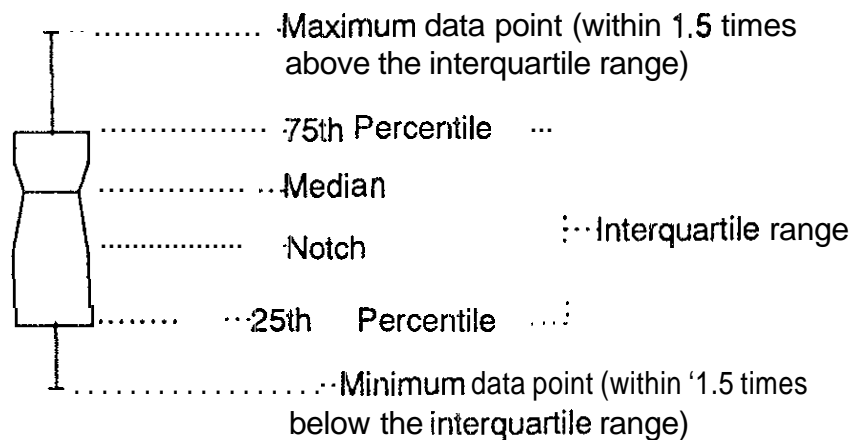 Maximum data point (within 1.5 times
above the interquartile range)
75th Percentile
Median
Interquartile range
Notch
25th Percentile
Minimum data point (within '1.5 times
below the interquartile range)